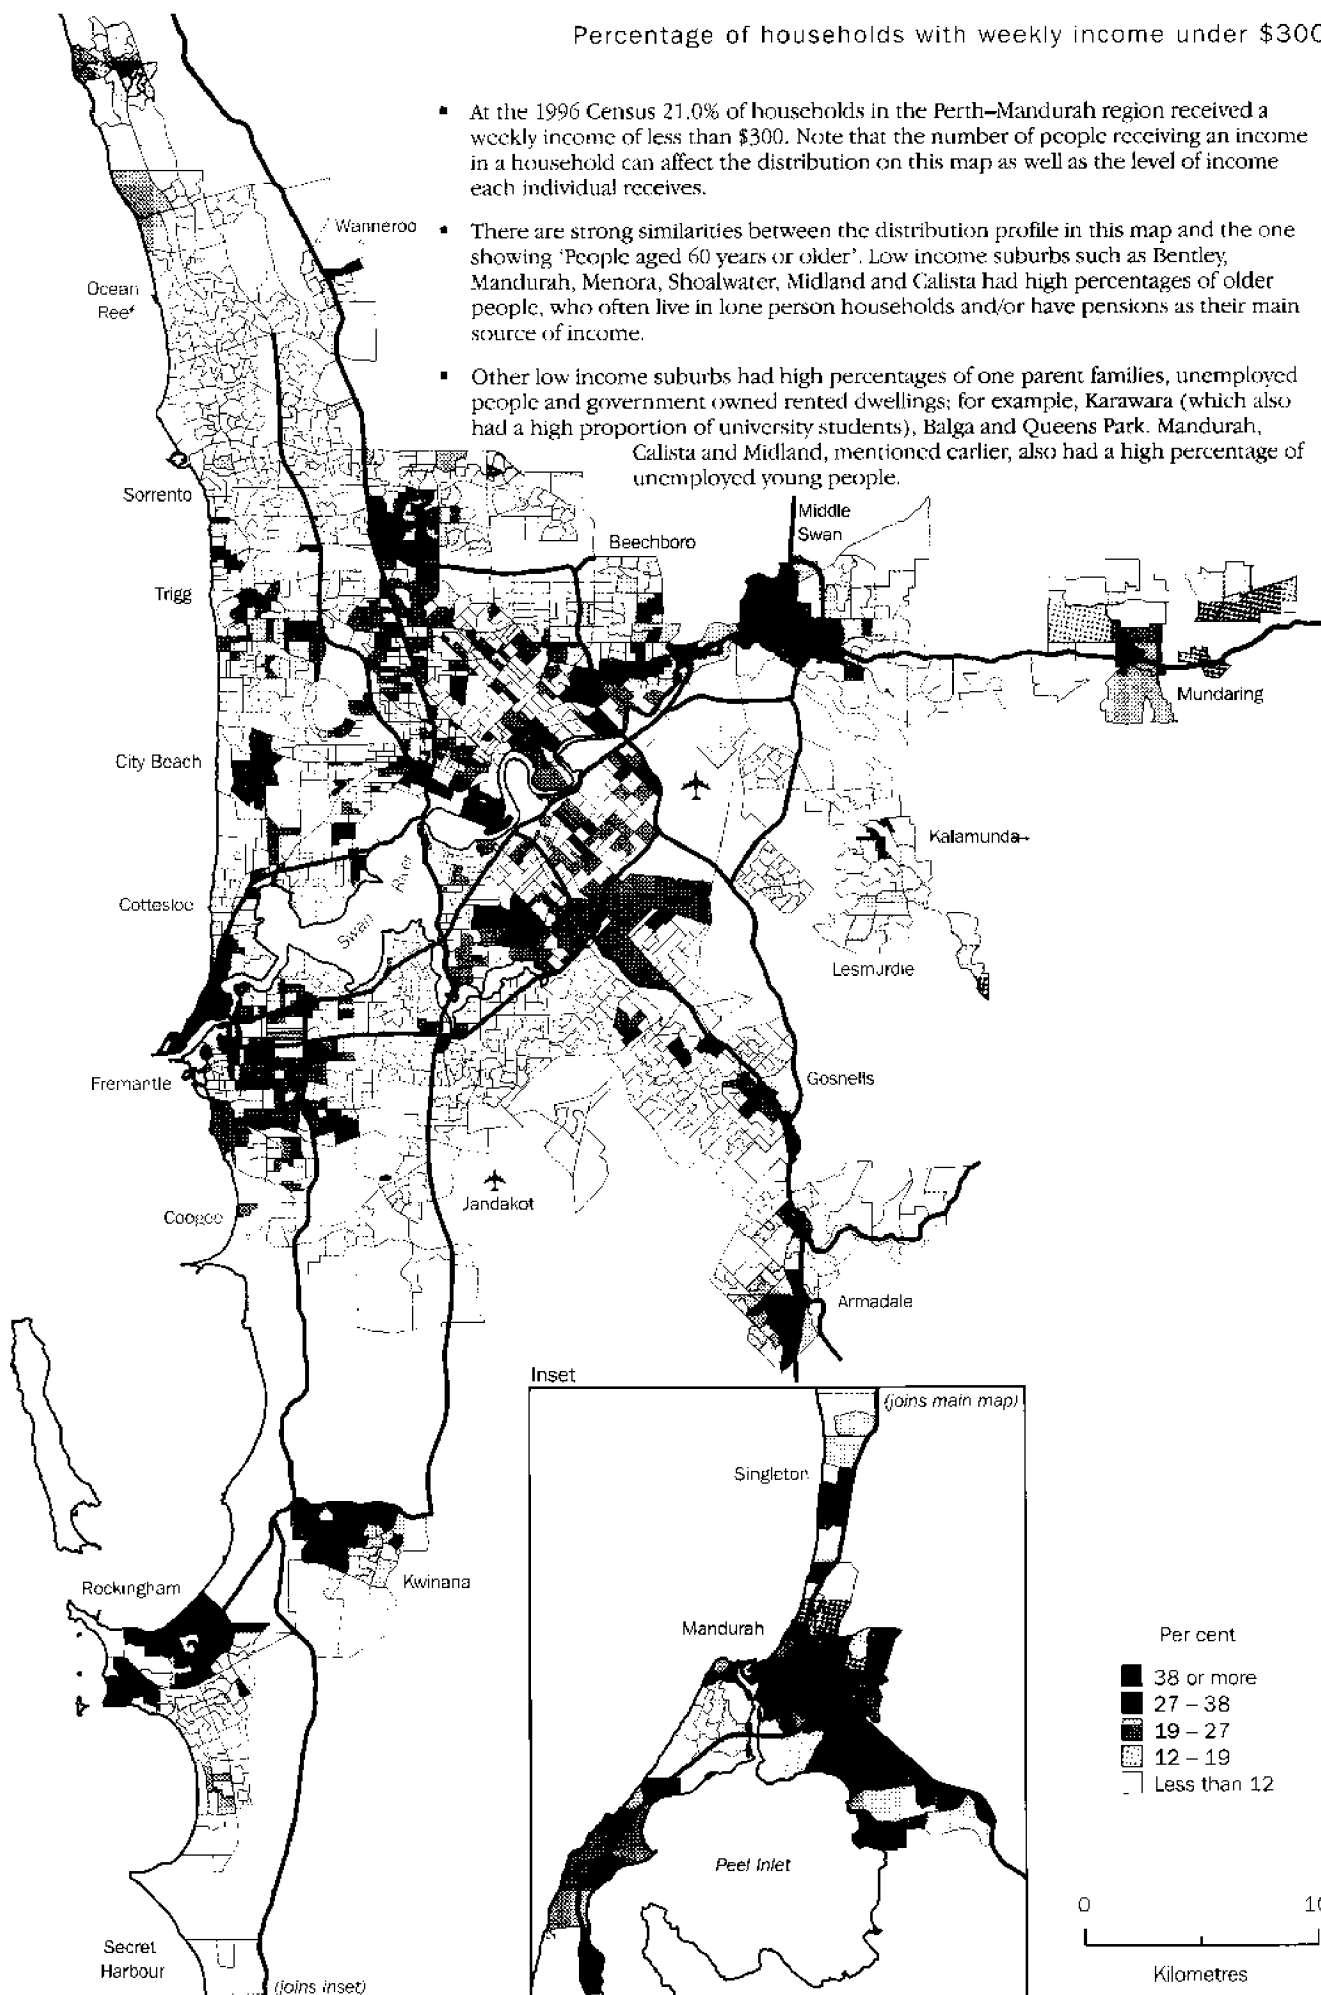 Percentage of households with weekly income under $300
▪ At the 1996 Census 21.0% of households in the Perth–Mandurah region received a
weekly income of less than $300. Note that the number of people receiving an income
in a household can affect the distribution on this map as well as the level of income
each individual receives.
▪ There are strong similarities between the distribution profile in this map and the one
showing ‘People aged 60 years or older’. Low income suburbs such as Bentley,
Mandurah, Menora, Shoalwater, Midland and Calista had high percentages of older
people, who often live in lone person households and/or have pensions as their main
source of income.
▪ Other low income suburbs had high percentages of one parent families, unemployed
people and government owned rented dwellings; for example, Karawara (which also
had a high proportion of university students), Balga and Queens Park. Mandurah,
Calista and Midland, mentioned earlier, also had a high percentage of
unemployed young people.
Wanneroo
Ocean
Reef
Sorrento
Middle
Swan
Beechboro
Trigg
Mundaring
City Beach
Kalamunda
Cottesloe
Swan River
Lesmurdie
Fremantle
Gosnells
Jandakot
Coogee
Armadale
Inset
(joins main map)
Singleton
Kwinana
Rockingham
Mandurah
Per cent
38 or more
27 – 38
19 – 27
12 – 19
Less than 12
Peel Inlet
0 10
Secret
Harbour
Kilometres
(joins inset)